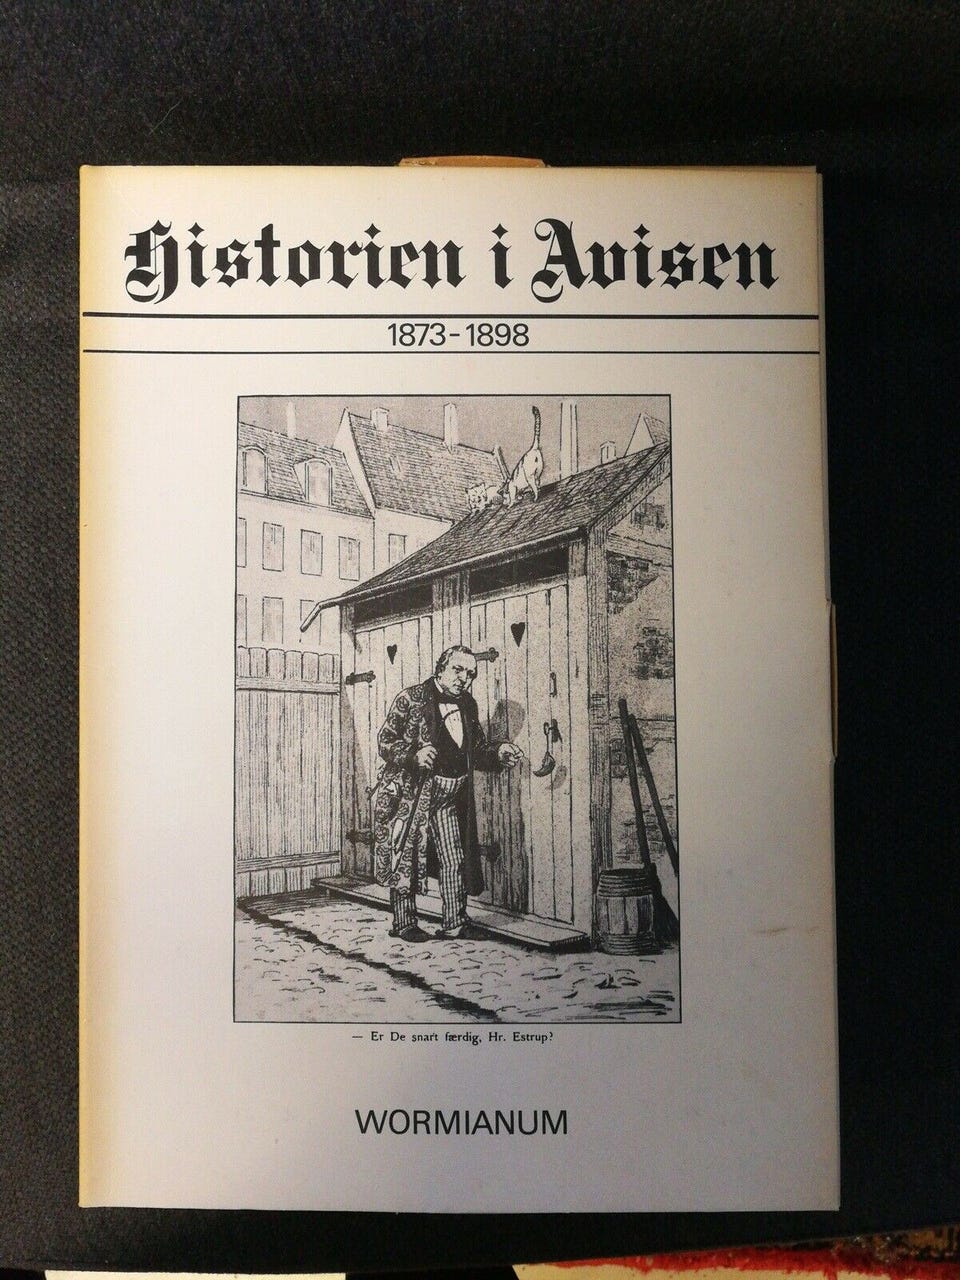 Historien i Avisen
1873-1898
— Er De snart færdig, Hr. Estrup?
WORMIANUM